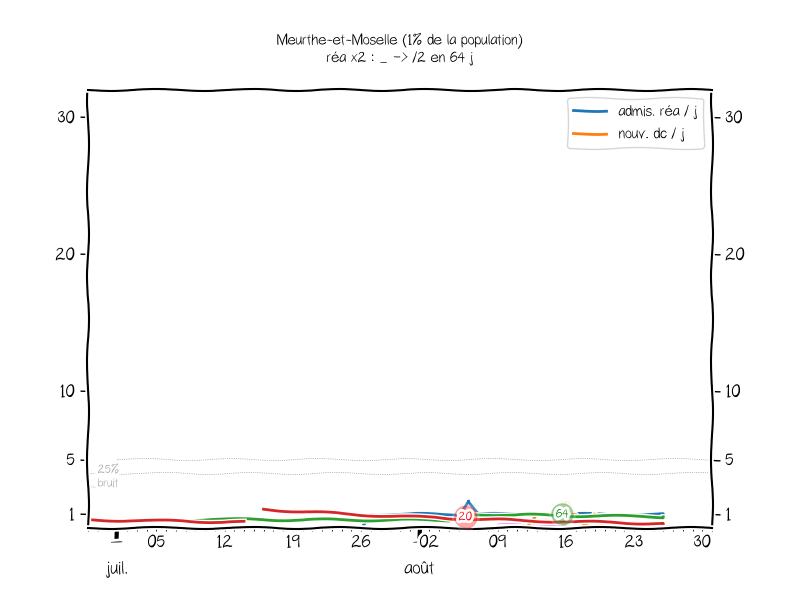 Meurthe-et-Moselle (1% de la population)
réa x2 : _ -> /2 en 64 j
admis. réa / j
nouv. dc / j
30
20
10
5
1
30
20
10
5
1
25%
bruit
20
64
05 12 19 26 02 09 16 23 30
juil. août